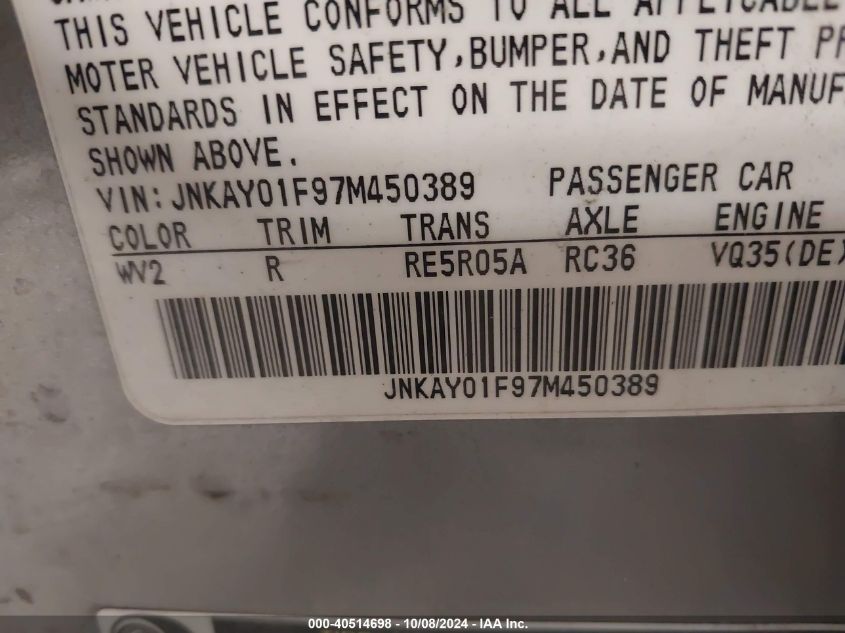 THIS VEHICLE CONFORMS TO ALL APPLICABLE
MOTER VEHICLE SAFETY,BUMPER,AND THEFT
STANDARDS IN EFFECT ON THE DATE OF MANUF
SHOWN ABOVE.
VIN: JNKAY01F97M450389 PASSENGER CAR
COLOR TRIM TRANS AXLE ENGINE
WV2 R RE5R05A RC36 VQ35(DE)
JNKAY01F97M450389
000-40514698 - 10/08/2024 - IAA Inc.